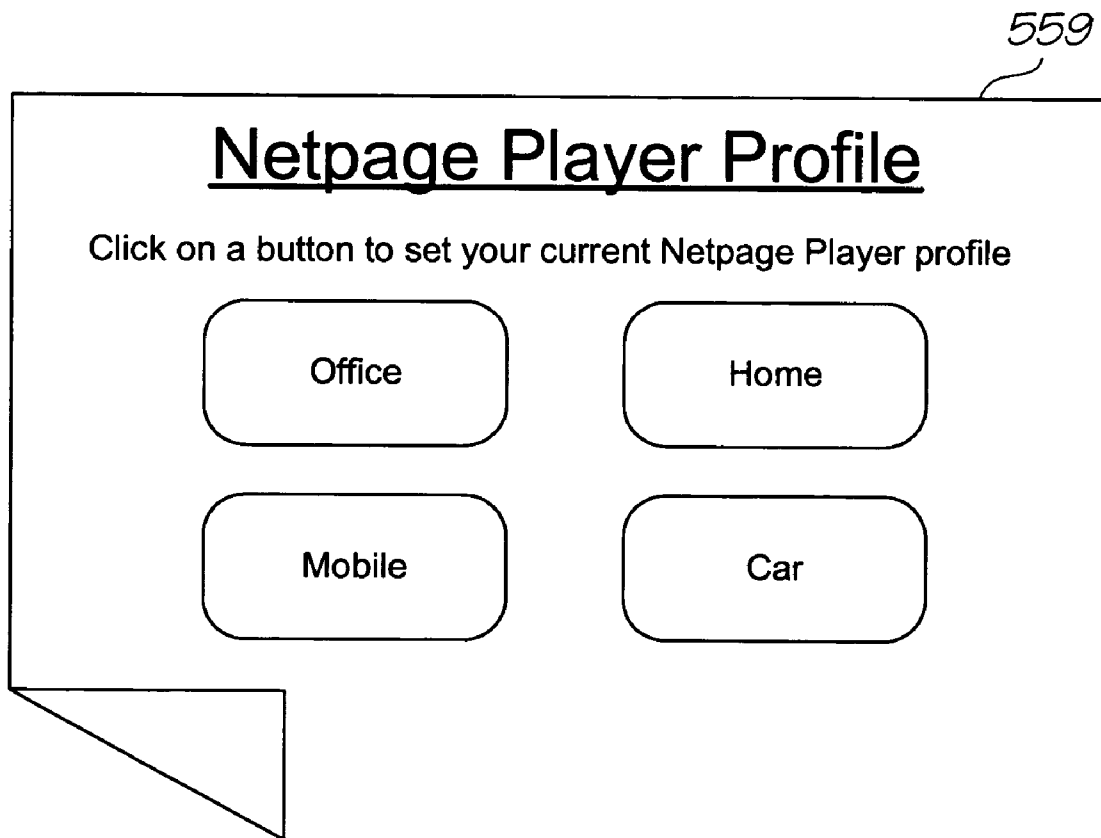 559
Netpage Player Profile
Click on a button to set your current Netpage Player profile
Office Home
Mobile Car